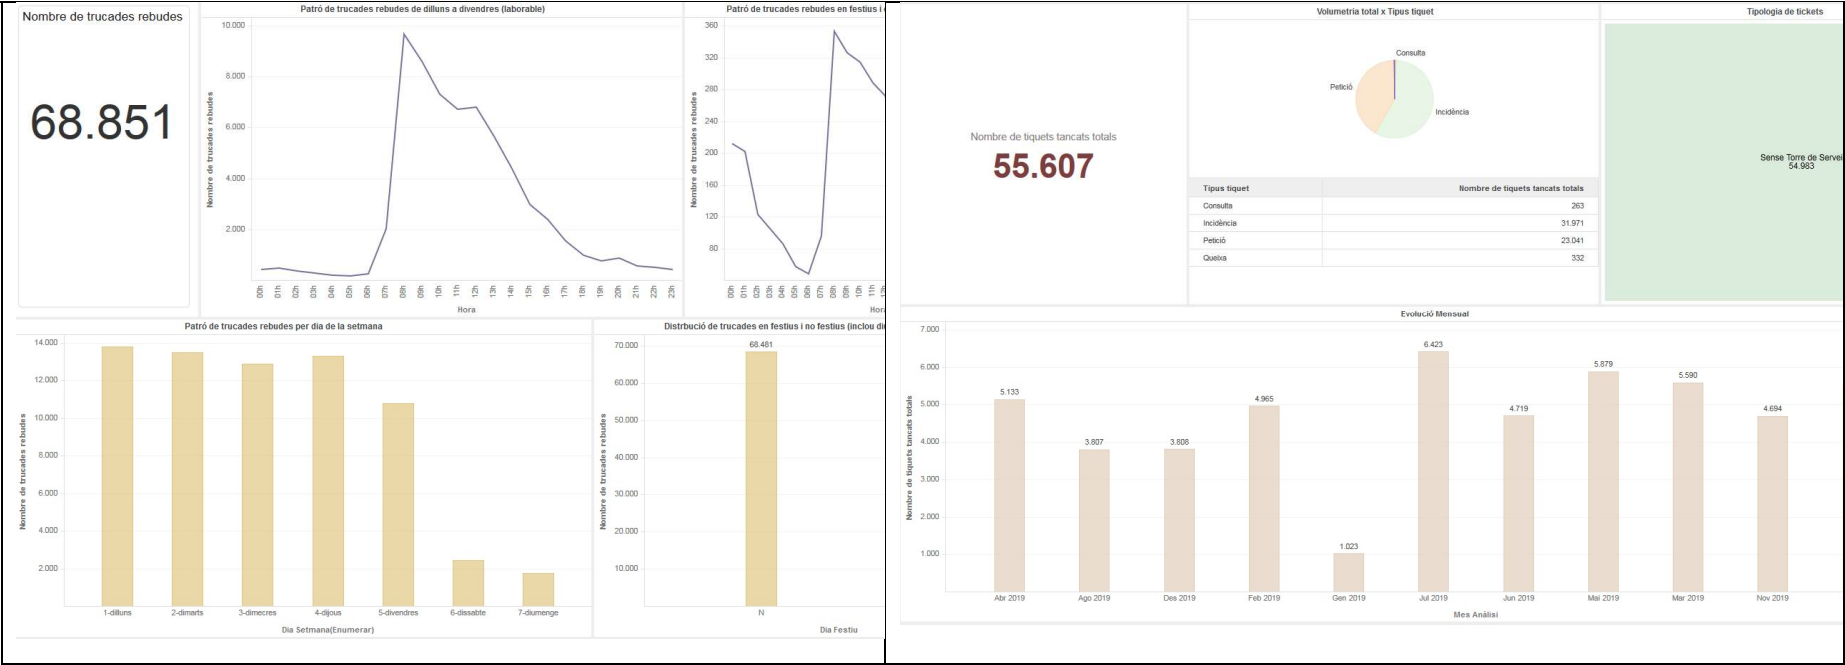 Nombre de trucades rebudes
68.851
Patró de trucades rebudes de dilluns a divendres (laborable)
Nombre de trucades rebudes
10.000
8.000
6.000
4.000
2.000
00h 01h 02h 03h 04h 05h 06h 07h 08h 09h 10h 11h 12h 13h 14h 15h 16h 17h 18h 19h 20h 21h 22h 23h
Hora
Patró de trucades rebudes en festius i
Nombre de trucades rebudes
360
320
280
240
200
160
120
80
00h 01h 02h 03h 04h 05h 06h 07h 08h 09h 10h 11h
Hora
Patró de trucades rebudes per dia de la setmana
Nombre de trucades rebudes
14.000
12.000
10.000
8.000
6.000
4.000
2.000
1-dilluns 2-dimarts 3-dimecres 4-dijous 5-divendres 6-dissabte 7-diumenge
Dia Setmana(Enumerar)
Distrbució de trucades en festius i no festius (inclou di
Nombre de trucades rebudes
70.000
60.000
50.000
40.000
30.000
20.000
10.000
68.481
N
Dia Festiu
Nombre de tiquets tancats totals
55.607
Volumetria total x Tipus tiquet
Consulta
Petició
Incidència
Tipus tiquet Nombre de tiquets tancats totals
Consulta 263
Incidència 31.971
Petició 23.041
Queixa 332
Tipologia de tickets
Sense Torre de Servei
54.983
Evolució Mensual
Nombre de tiquets tancats totals
7.000
6.000
5.000
4.000
3.000
2.000
1.000
5.133 3.807 3.808 4.965 1.023 6.423 4.719 5.879 5.590 4.694
Abr 2019 Ago 2019 Des 2019 Feb 2019 Gen 2019 Jul 2019 Jun 2019 Mai 2019 Mar 2019 Nov 2019
Mes Anàlisi